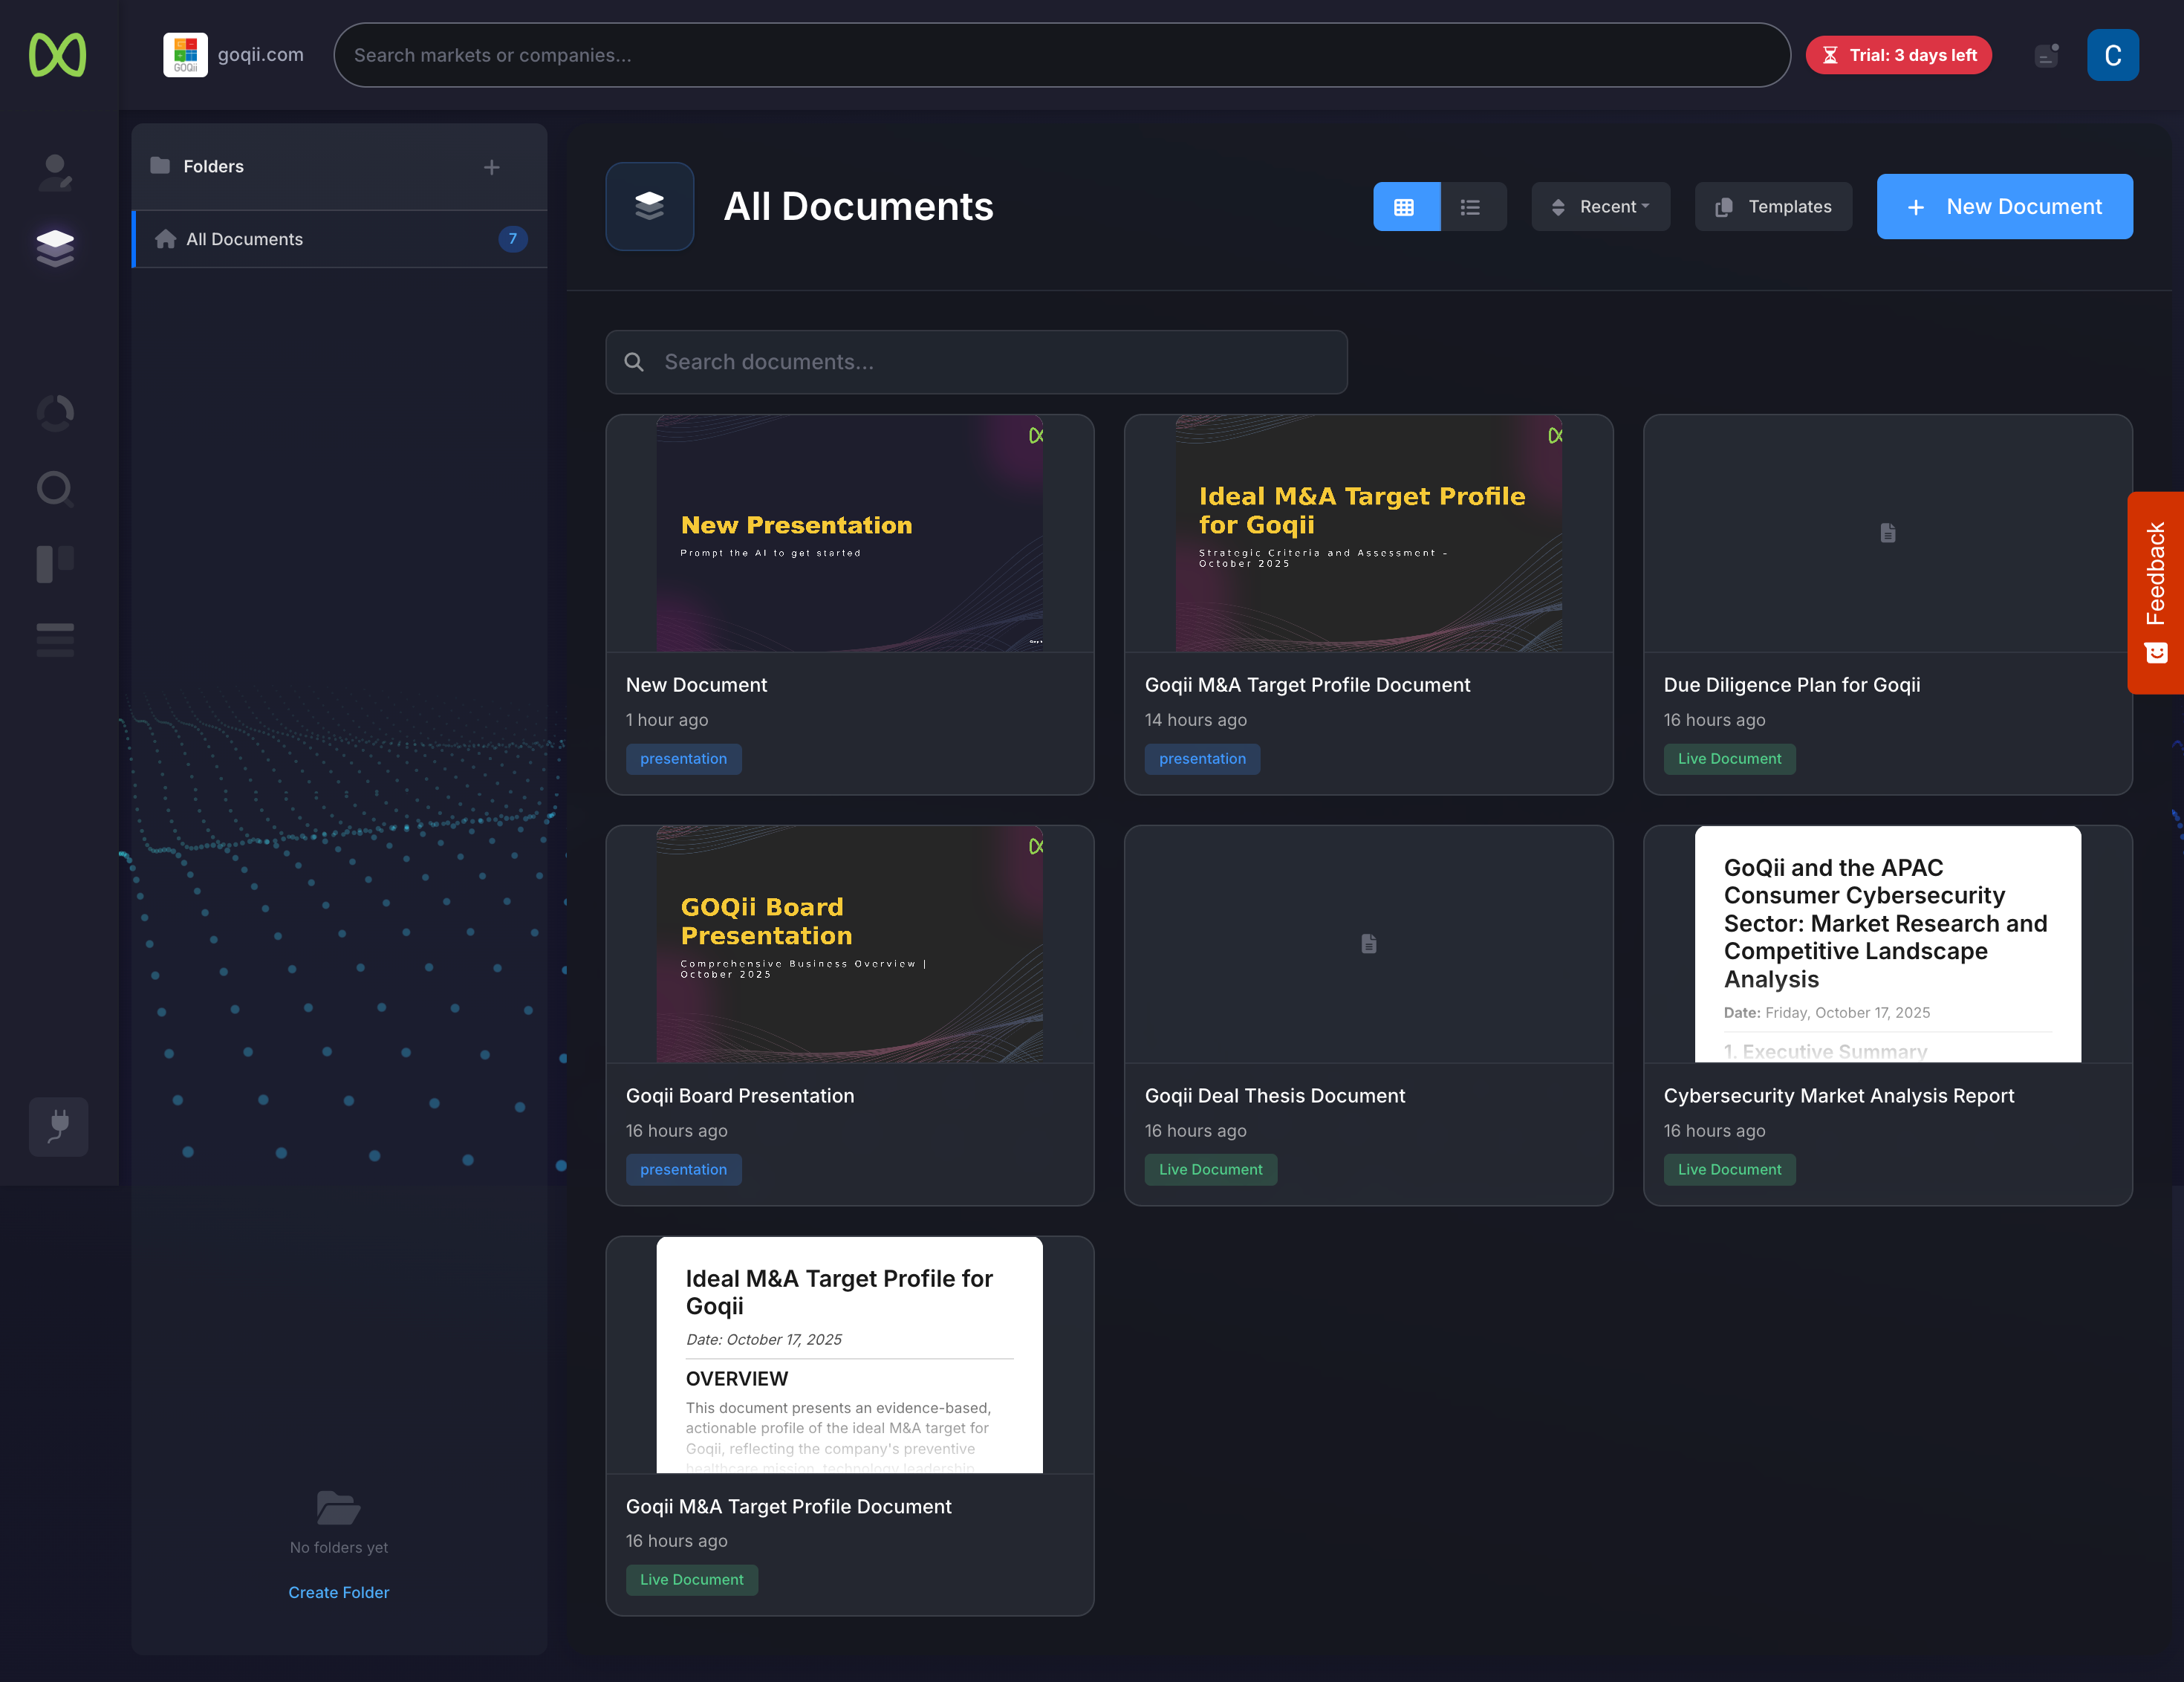 GOQii
goqii.com
Search markets or companies...
Trial: 3 days left
C
Folders
All Documents
7
All Documents
Recent
Templates
New Document
Search documents...
New Presentation
Prompt the AI to get started
New Document
1 hour ago
presentation
Ideal M&A Target Profile
for Goqii
Strategic Criteria and Assessment -
October 2025
Goqii M&A Target Profile Document
14 hours ago
presentation
Due Diligence Plan for Goqii
16 hours ago
Live Document
Feedback
GOQii Board
Presentation
Comprehensive Business Overview |
October 2025
Goqii Board Presentation
16 hours ago
presentation
Goqii Deal Thesis Document
16 hours ago
Live Document
GoQii and the APAC
Consumer Cybersecurity
Sector: Market Research and
Competitive Landscape
Analysis
Date: Friday, October 17, 2025
1. Executive Summary
Cybersecurity Market Analysis Report
16 hours ago
Live Document
Ideal M&A Target Profile for
Goqii
Date: October 17, 2025
OVERVIEW
This document presents an evidence-based,
actionable profile of the ideal M&A target for
Goqii, reflecting the company's preventive
healthcare mission, technology leadership,
Goqii M&A Target Profile Document
16 hours ago
Live Document
No folders yet
Create Folder